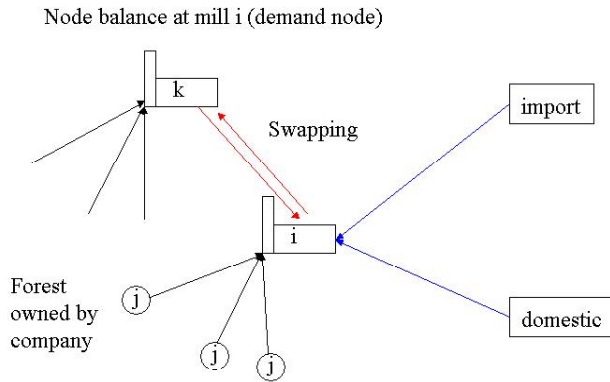 Node balance at mill i (demand node)
k
import
Swapping
i
Forest
owned by
company
j
j
j
domestic